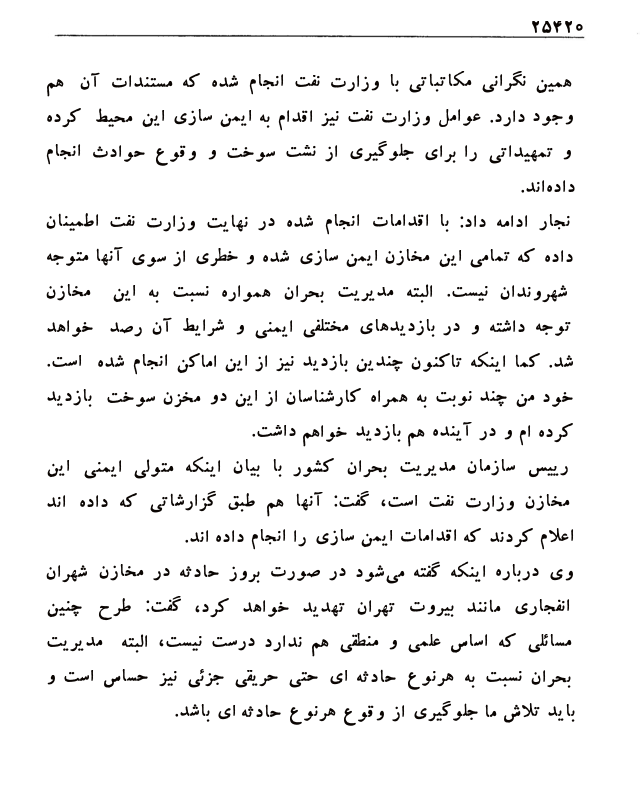 ۲۵۴۲۰
همین نگرانی مکاتباتی با وزارت نفت انجام شده که مستندات آن هم
وجود دارد. عوامل وزارت نفت نیز اقدام به ایمن سازی این محیط کرده
و تمهیداتی را برای جلوگیری از نشت سوخت و وقوع حوادث انجام
داده‌اند.
نجار ادامه داد: با اقدامات انجام شده در نهایت وزارت نفت اطمینان
داده که تمامی این مخازن ایمن سازی شده و خطری از سوی آنها متوجه
شهروندان نیست. البته مدیریت بحران همواره نسبت به این مخازن
توجه داشته و در بازدیدهای مختلفی ایمنی و شرایط آن رصد خواهد
شد. کما اینکه تاکنون چندین بازدید نیز از این اماکن انجام شده است.
خود من چند نوبت به همراه کارشناسان از این دو مخزن سوخت بازدید
کرده ام و در آینده هم بازدید خواهم داشت.
رییس سازمان مدیریت بحران کشور با بیان اینکه متولی ایمنی این
مخازن وزارت نفت است، گفت: آنها هم طبق گزارشاتی که داده اند
اعلام کردند که اقدامات ایمن سازی را انجام داده اند.
وی درباره اینکه گفته می‌شود در صورت بروز حادثه در مخازن شهران
انفجاری مانند بیروت تهران تهدید خواهد کرد، گفت: طرح چنین
مسائلی که اساس علمی و منطقی هم ندارد درست نیست، البته مدیریت
بحران نسبت به هرنوع حادثه ای حتی حریقی جزئی نیز حساس است و
باید تلاش ما جلوگیری از وقوع هرنوع حادثه ای باشد.